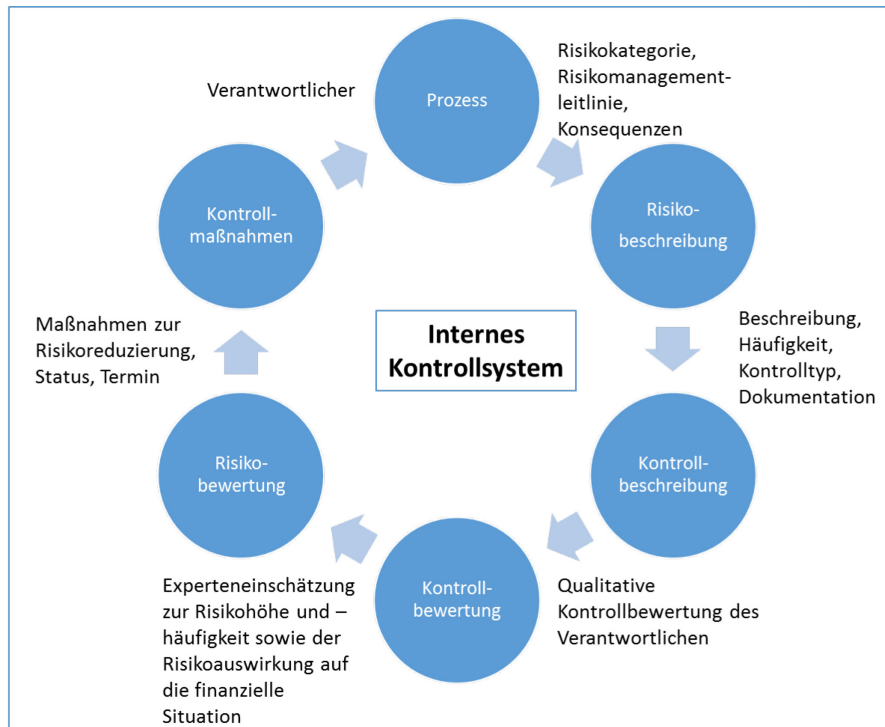 Prozess
Verantwortlicher
Risikokategorie,
Risikomanagement-
leitlinie,
Konsequenzen
Risiko-
beschreibung
Beschreibung,
Häufigkeit,
Kontrolltyp,
Dokumentation
Kontroll-
beschreibung
Qualitative
Kontrollbewertung des
Verantwortlichen
Kontroll-
bewertung
Experteneinschätzung
zur Risikohöhe und –
häufigkeit sowie der
Risikoauswirkung auf
die finanzielle
Situation
Risiko-
bewertung
Maßnahmen zur
Risikoreduzierung,
Status, Termin
Kontroll-
maßnahmen
Internes
Kontrollsystem